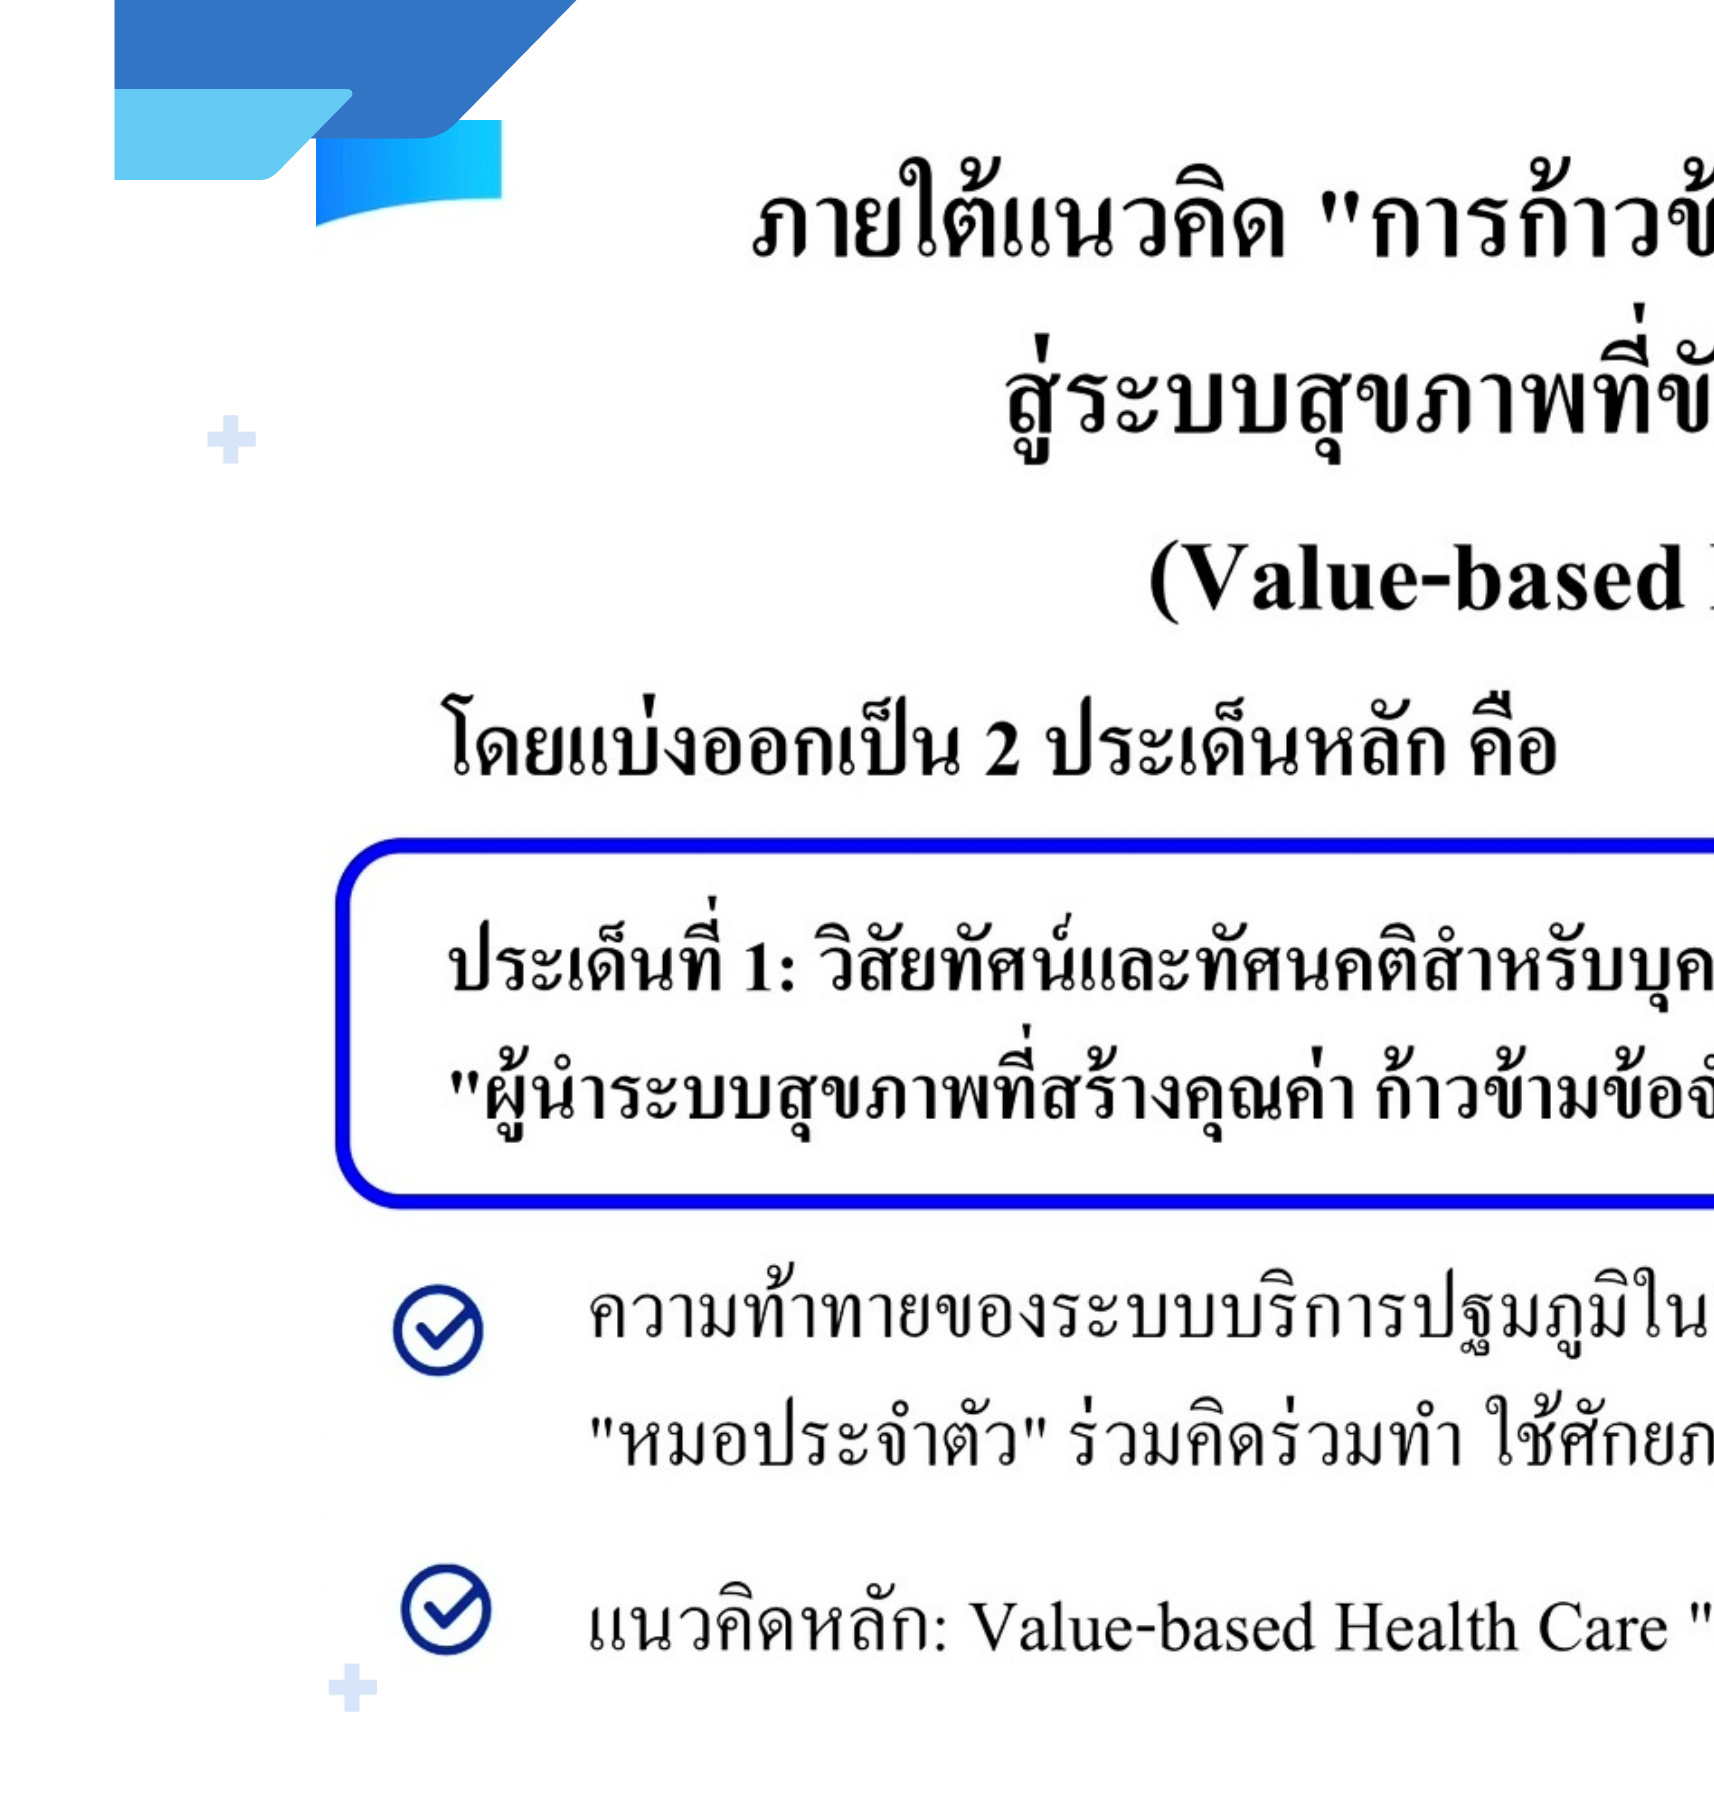 ภายใต้แนวคิด "การก้าวข้
สู่ระบบสุขภาพที่ขั
(Value-based
โดยแบ่งออกเป็น 2 ประเด็นหลัก คือ
ประเด็นที่ 1: วิสัยทัศน์และทัศนคติสำหรับบุค
"ผู้นำระบบสุขภาพที่สร้างคุณค่า ก้าวข้ามข้อจำ
ความท้าทายของระบบบริการปฐมภูมิใน
"หมอประจำตัว" ร่วมคิดร่วมทำ ใช้ศักยภ
แนวคิดหลัก: Value-based Health Care "